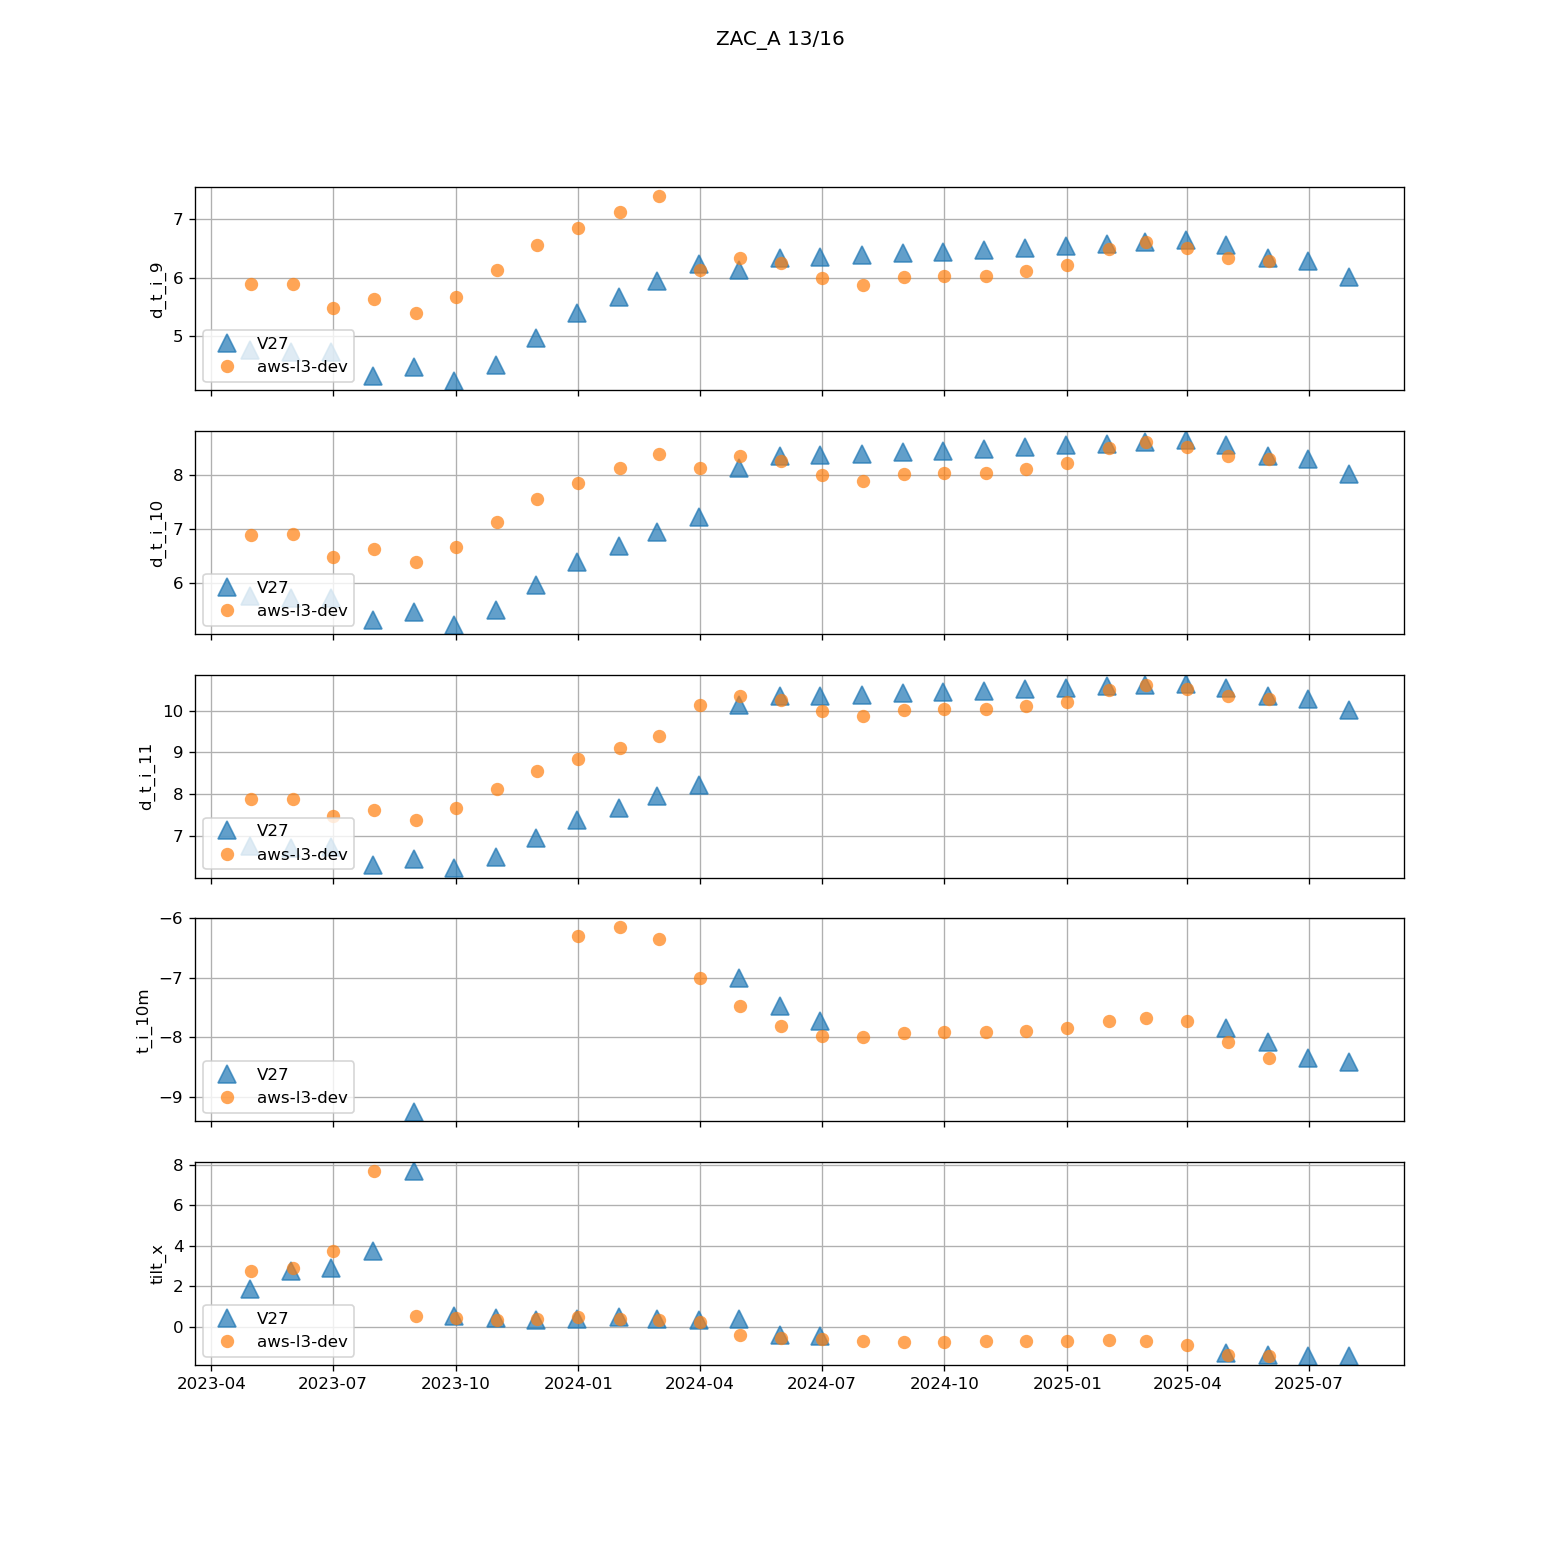 ZAC_A 13/16
7
6
5
d_t_i_9
V27
aws-l3-dev
8
7
6
d_t_i_10
V27
aws-l3-dev
10
9
8
7
d_t_i_11
V27
aws-l3-dev
−6
−7
−8
−9
t_i_10m
V27
aws-l3-dev
8
6
4
2
0
tilt_x
V27
aws-l3-dev
2023-04 2023-07 2023-10 2024-01 2024-04 2024-07 2024-10 2025-01 2025-04 2025-07